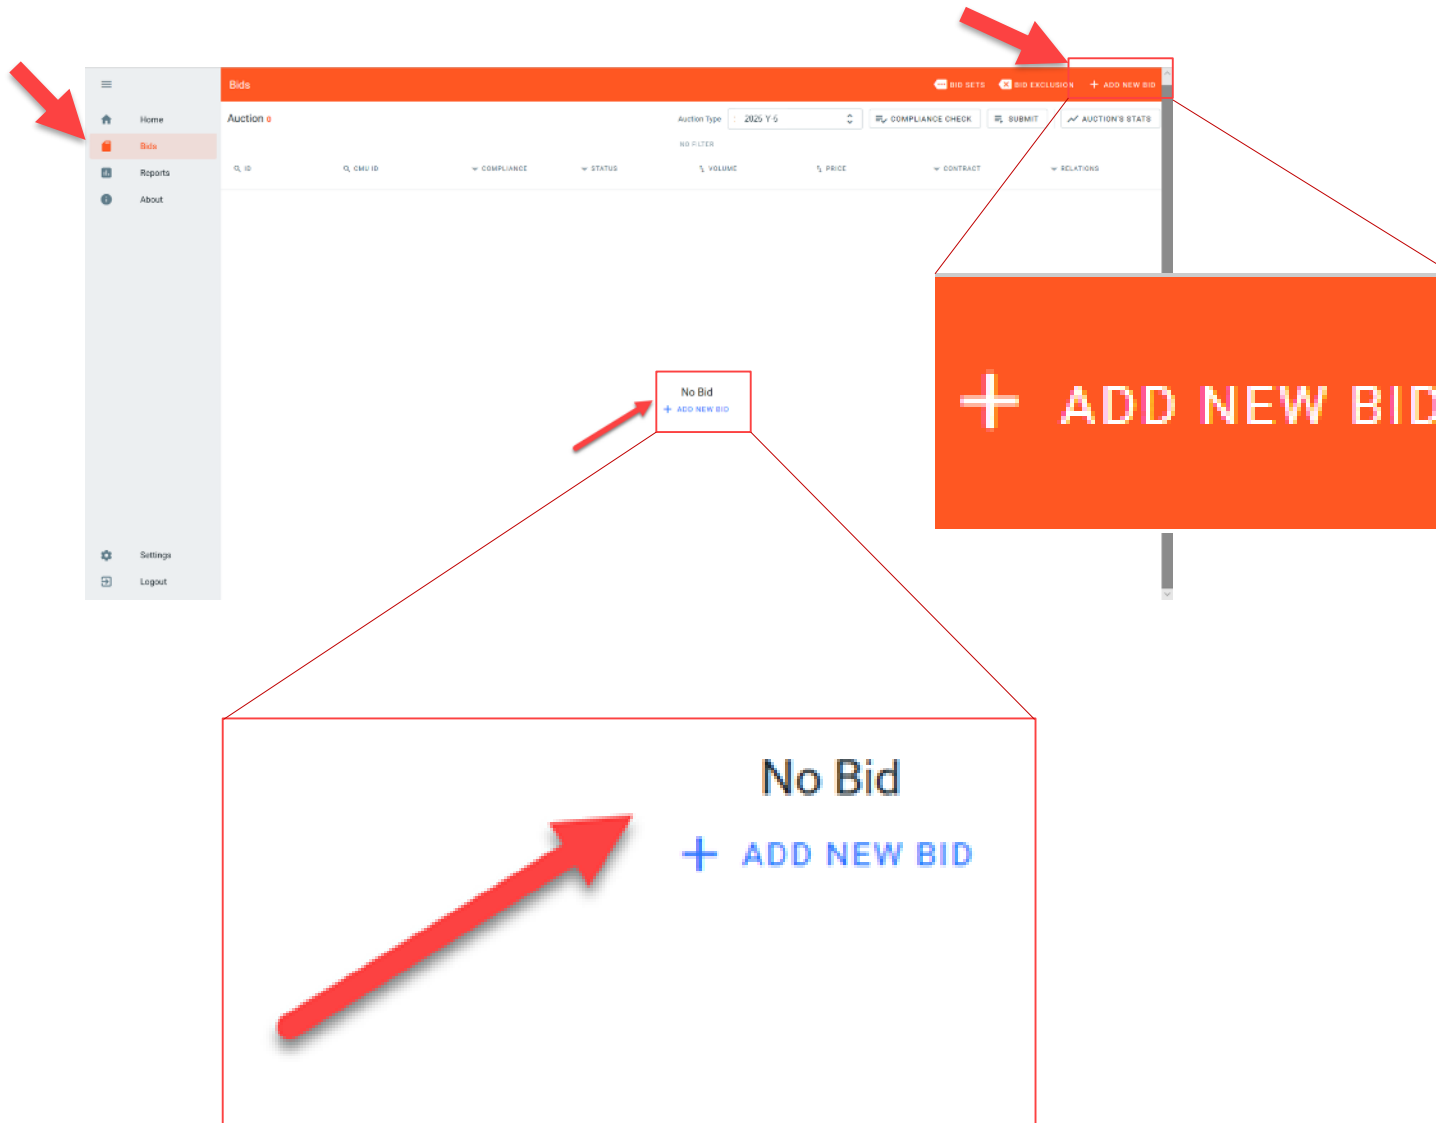 Bids
BID SETS
BID EXCLUSION
+ ADD NEW BID
Home
Bids
Reports
About
Settings
Logout
Auction 0
Auction Type
2025 Y-5
COMPLIANCE CHECK
SUBMIT
AUCTION'S STATS
NO FILTER
ID
CMU ID
COMPLIANCE
STATUS
VOLUME
PRICE
CONTRACT
RELATIONS
No Bid
+ ADD NEW BID
+ ADD NEW BID
No Bid
+ ADD NEW BID